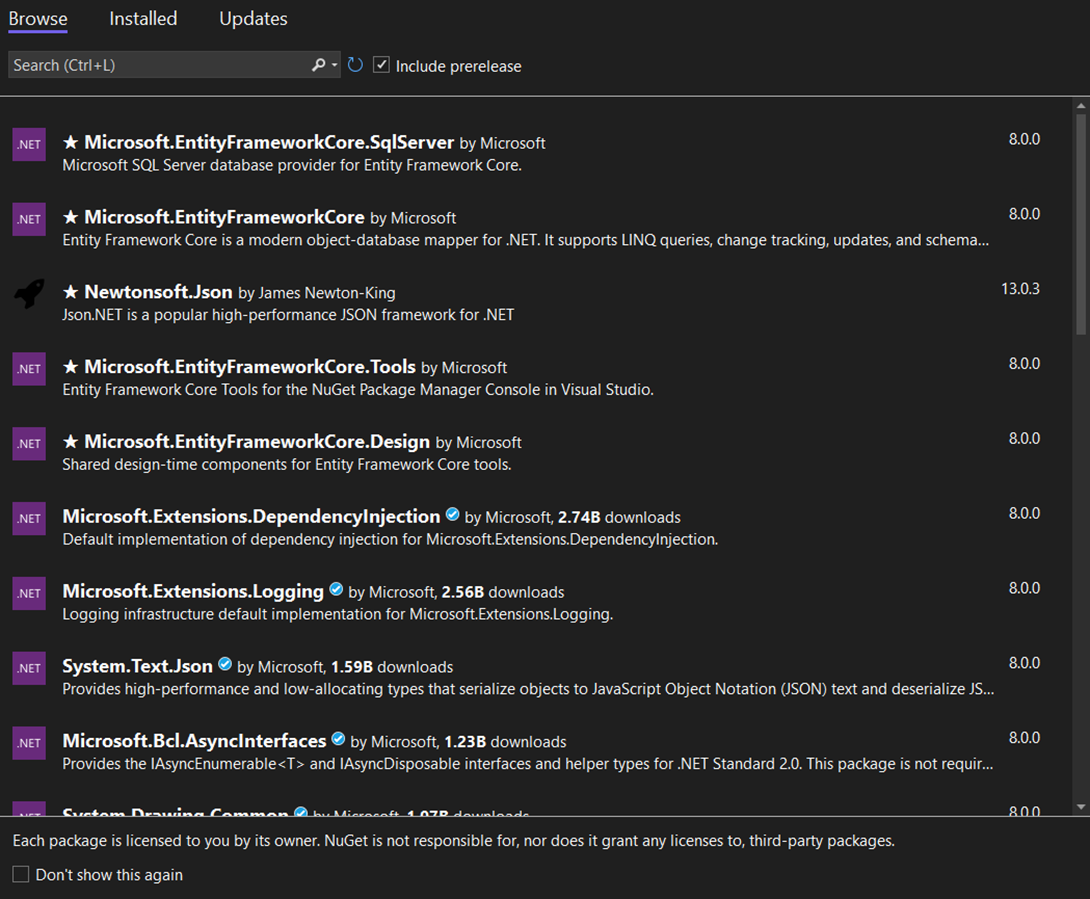 Browse Installed Updates
Search (Ctrl+L) Include prerelease
.NET ★ Microsoft.EntityFrameworkCore.SqlServer by Microsoft 8.0.0
Microsoft SQL Server database provider for Entity Framework Core.
.NET ★ Microsoft.EntityFrameworkCore by Microsoft 8.0.0
Entity Framework Core is a modern object-database mapper for .NET. It supports LINQ queries, change tracking, updates, and schema...
★ Newtonsoft.Json by James Newton-King 13.0.3
Json.NET is a popular high-performance JSON framework for .NET
.NET ★ Microsoft.EntityFrameworkCore.Tools by Microsoft 8.0.0
Entity Framework Core Tools for the NuGet Package Manager Console in Visual Studio.
.NET ★ Microsoft.EntityFrameworkCore.Design by Microsoft 8.0.0
Shared design-time components for Entity Framework Core tools.
.NET Microsoft.Extensions.DependencyInjection by Microsoft, 2.74B downloads 8.0.0
Default implementation of dependency injection for Microsoft.Extensions.DependencyInjection.
.NET Microsoft.Extensions.Logging by Microsoft, 2.56B downloads 8.0.0
Logging infrastructure default implementation for Microsoft.Extensions.Logging.
.NET System.Text.Json by Microsoft, 1.59B downloads 8.0.0
Provides high-performance and low-allocating types that serialize objects to JavaScript Object Notation (JSON) text and deserialize JS...
.NET Microsoft.Bcl.AsyncInterfaces by Microsoft, 1.23B downloads 8.0.0
Provides the IAsyncEnumerable<T> and IAsyncDisposable interfaces and helper types for .NET Standard 2.0. This package is not requir...
.NET System.Drawing.Common by Microsoft, 1.07B downloads 8.0.0
Each package is licensed to you by its owner. NuGet is not responsible for, nor does it grant any licenses to, third-party packages.
Don't show this again